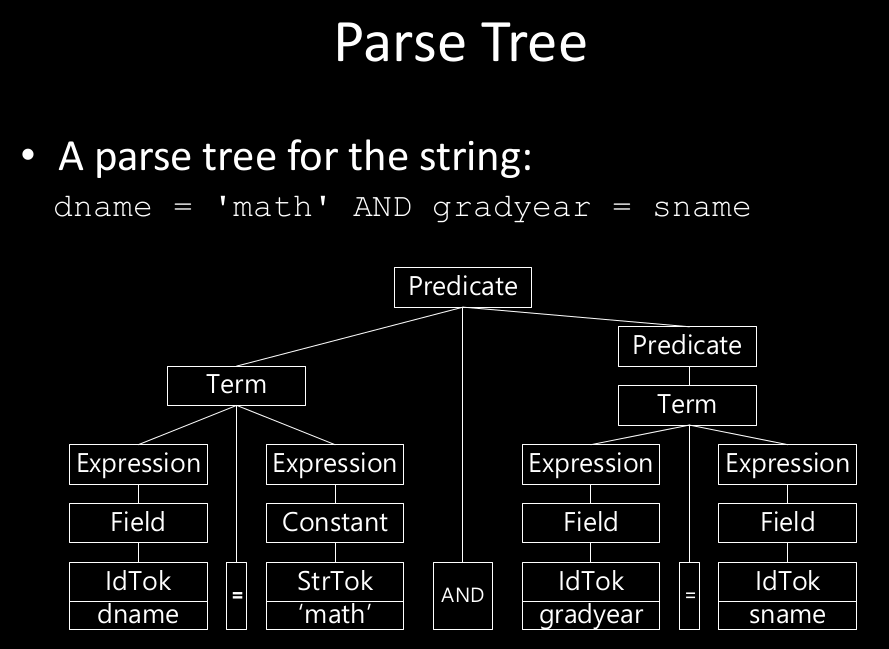 Parse Tree
• A parse tree for the string:
dname = 'math' AND gradyear = sname
Predicate
Predicate
Term
Term
Expression Expression Expression Expression
Field Constant Field Field
IdTok = StrTok AND IdTok = IdTok
dname ‘math’ gradyear sname